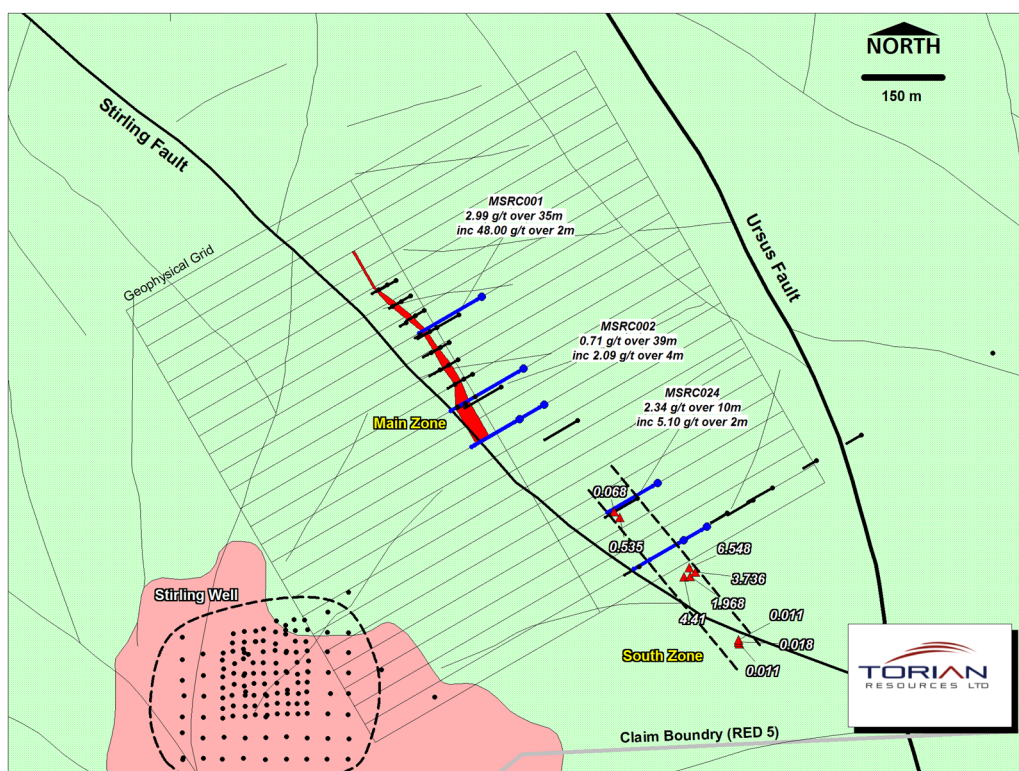 NORTH
150 m
Stirling Fault
Ursus Fault
Geophysical Grid
MSRC001
2.99 g/t over 35m
inc 48.00 g/t over 2m
MSRC002
0.71 g/t over 39m
inc 2.09 g/t over 4m
MSRC024
2.34 g/t over 10m
inc 5.10 g/t over 2m
Main Zone
0.068
0.535
6.548
3.736
1.968
4.41
0.011
0.018
0.011
South Zone
Stirling Well
TORIAN
RESOURCES LTD
Claim Boundry (RED 5)